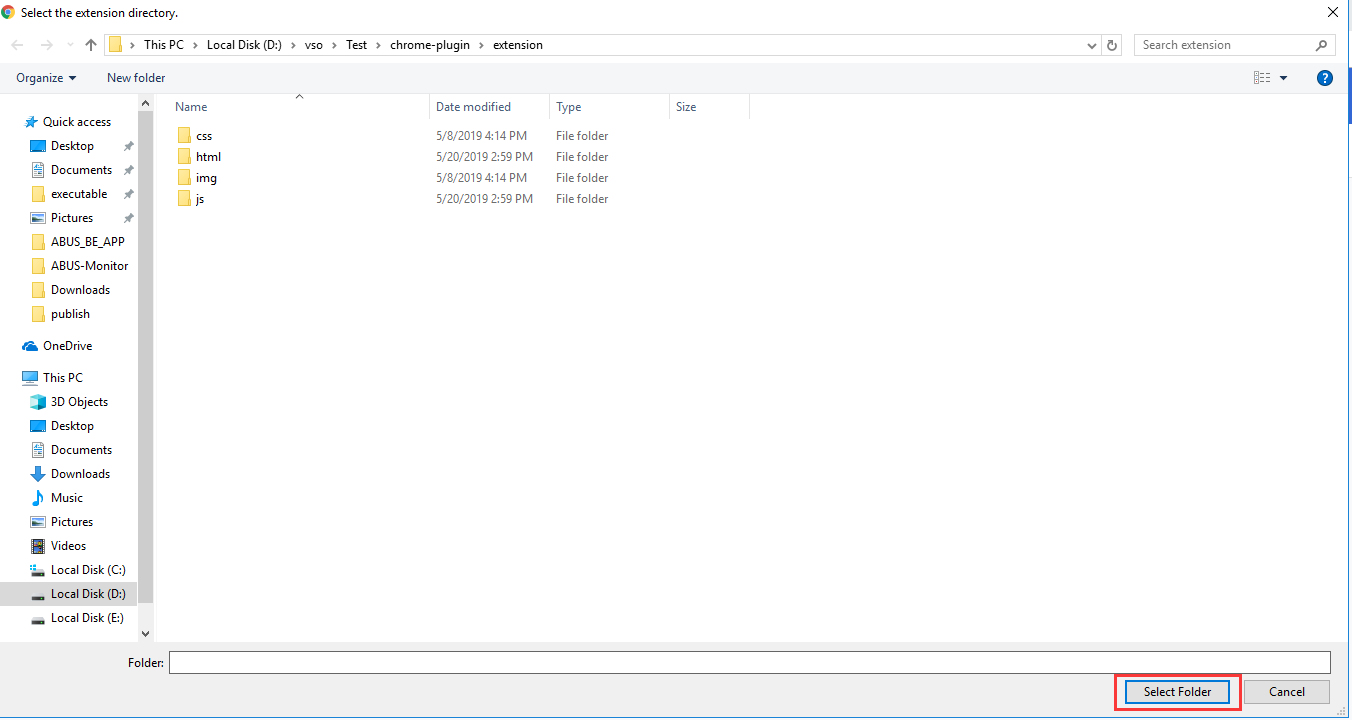 Select the extension directory.
This PC > Local Disk (D:) > vso > Test > chrome-plugin > extension
Search extension
Organize
New folder
Name
Date modified
Type
Size
css 5/8/2019 4:14 PM File folder
html 5/20/2019 2:59 PM File folder
img 5/8/2019 4:14 PM File folder
js 5/20/2019 2:59 PM File folder
Quick access
Desktop
Documents
executable
Pictures
ABUS_BE_APP
ABUS-Monitor
Downloads
publish
OneDrive
This PC
3D Objects
Desktop
Documents
Downloads
Music
Pictures
Videos
Local Disk (C:)
Local Disk (D:)
Local Disk (E:)
Folder:
Select Folder
Cancel